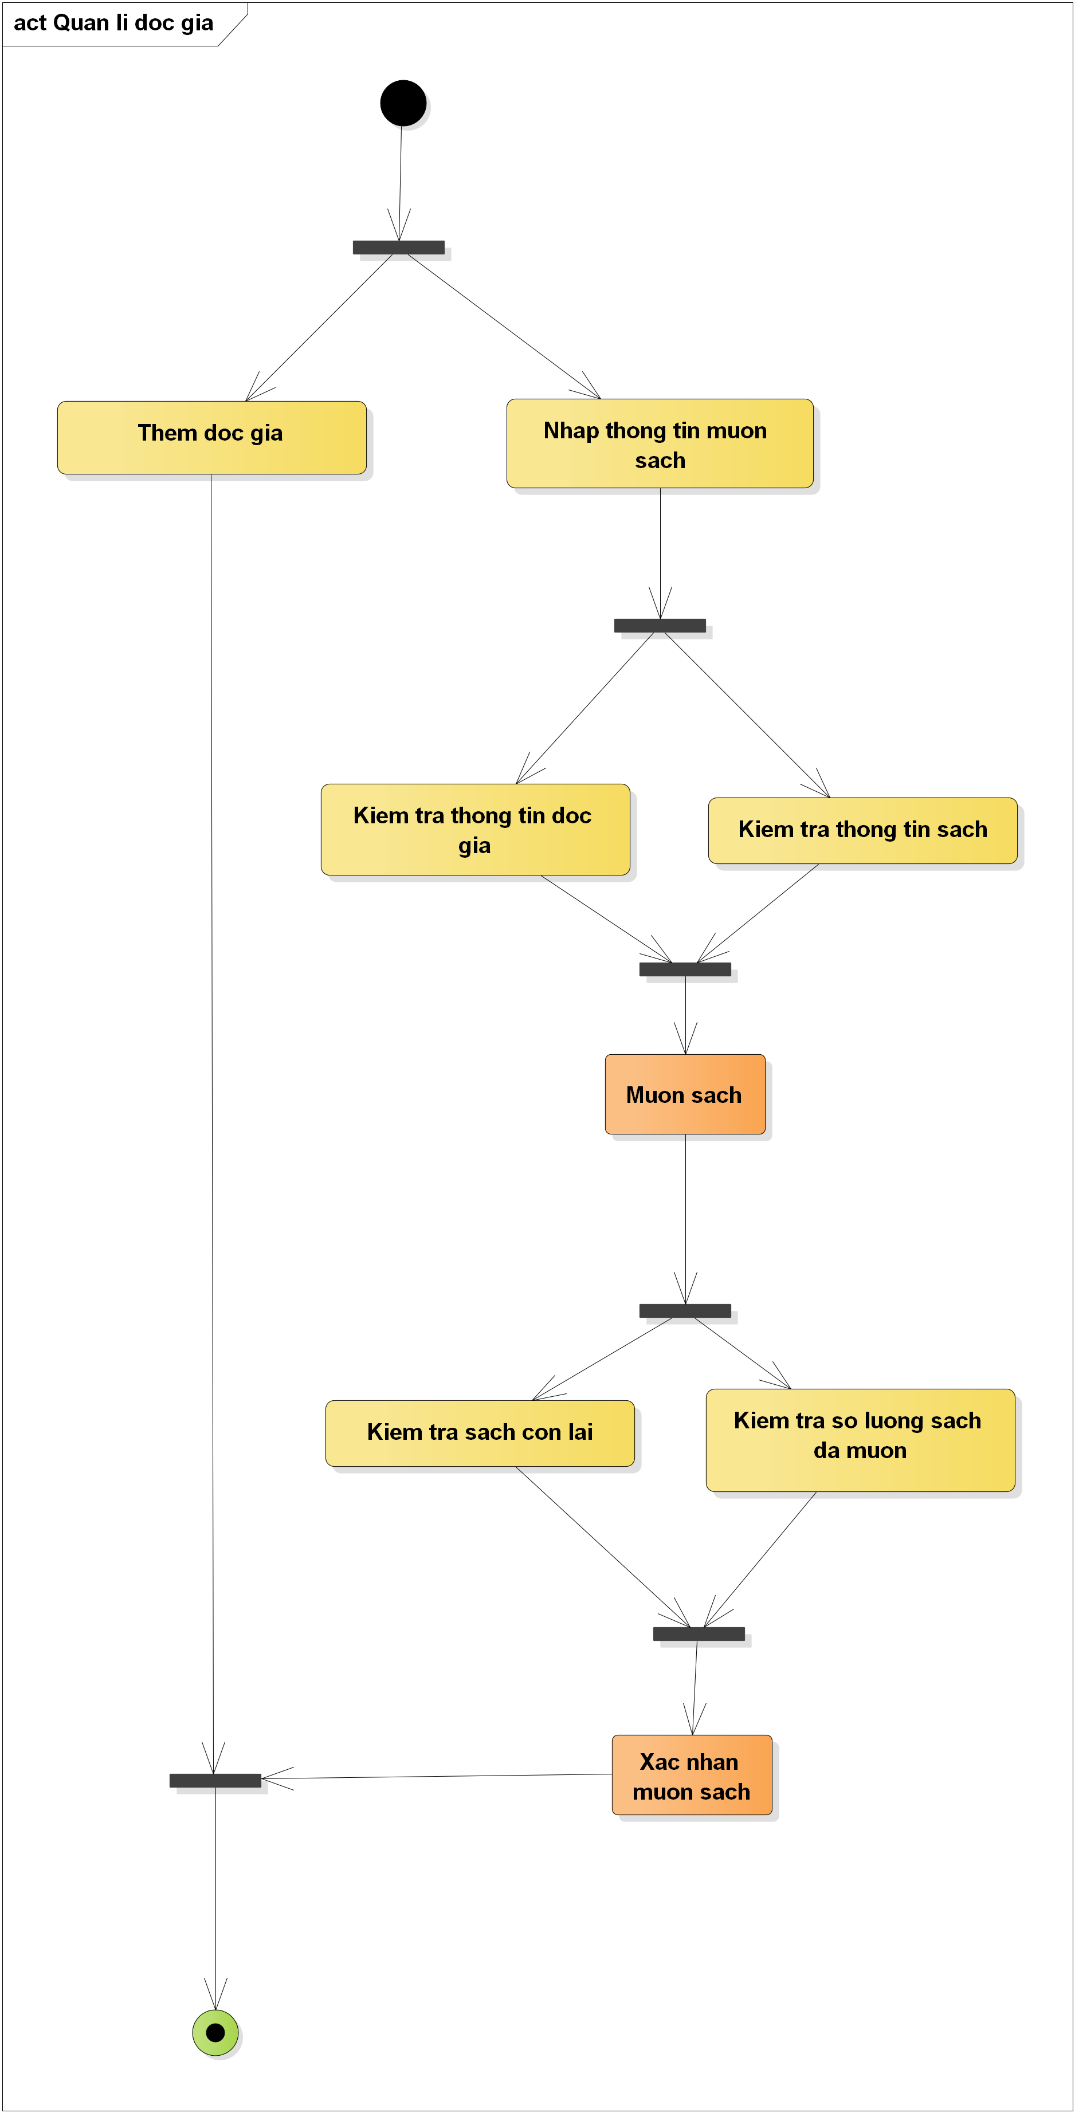 act Quan li doc gia
Them doc gia
Nhap thong tin muon
sach
Kiem tra thong tin doc
gia
Kiem tra thong tin sach
Muon sach
Kiem tra sach con lai
Kiem tra so luong sach
da muon
Xac nhan
muon sach